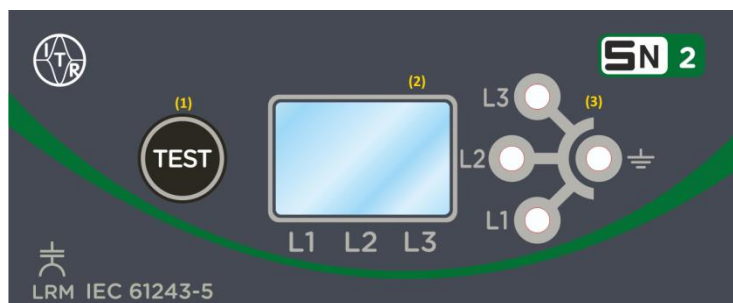 ITR
(1)
TEST
(2)
L1 L2 L3
L3
L2
L1
(3)
SN 2
LRM IEC 61243-5